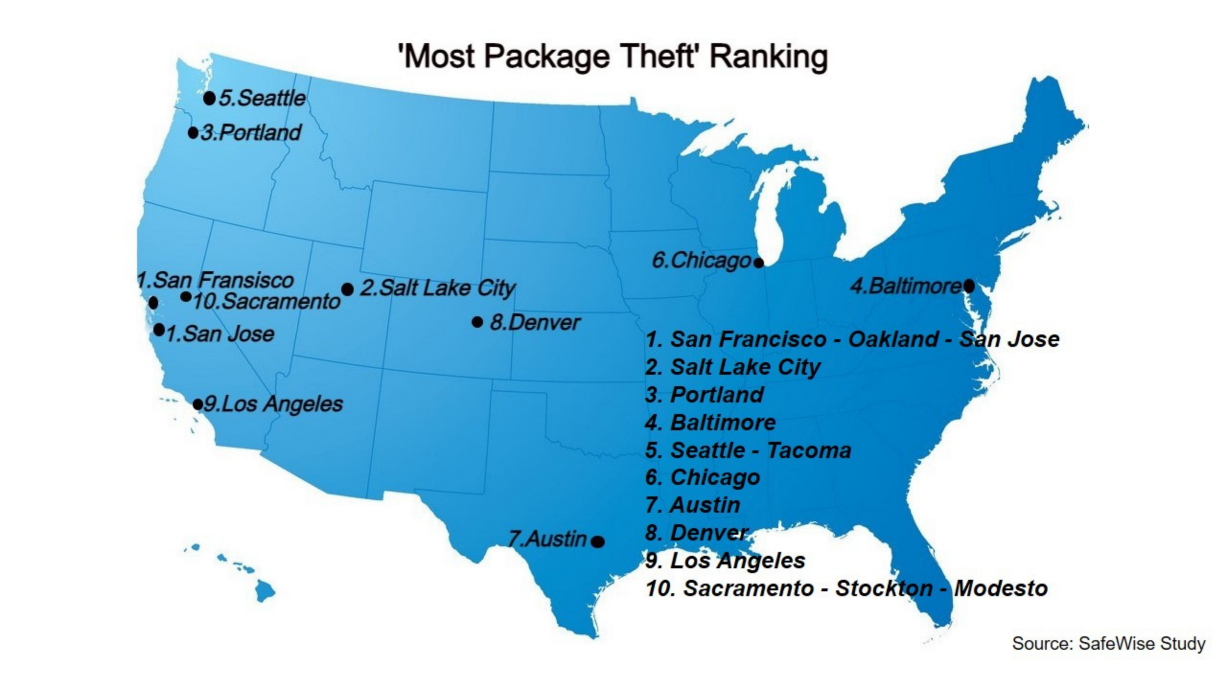 'Most Package Theft' Ranking
5.Seattle
3.Portland
6.Chicago
1.San Fransisco
10.Sacramento
2.Salt Lake City
4.Baltimore
8.Denver
1.San Jose
9.Los Angeles
7.Austin
1. San Francisco - Oakland - San Jose
2. Salt Lake City
3. Portland
4. Baltimore
5. Seattle - Tacoma
6. Chicago
7. Austin
8. Denver
9. Los Angeles
10. Sacramento - Stockton - Modesto
Source: SafeWise Study